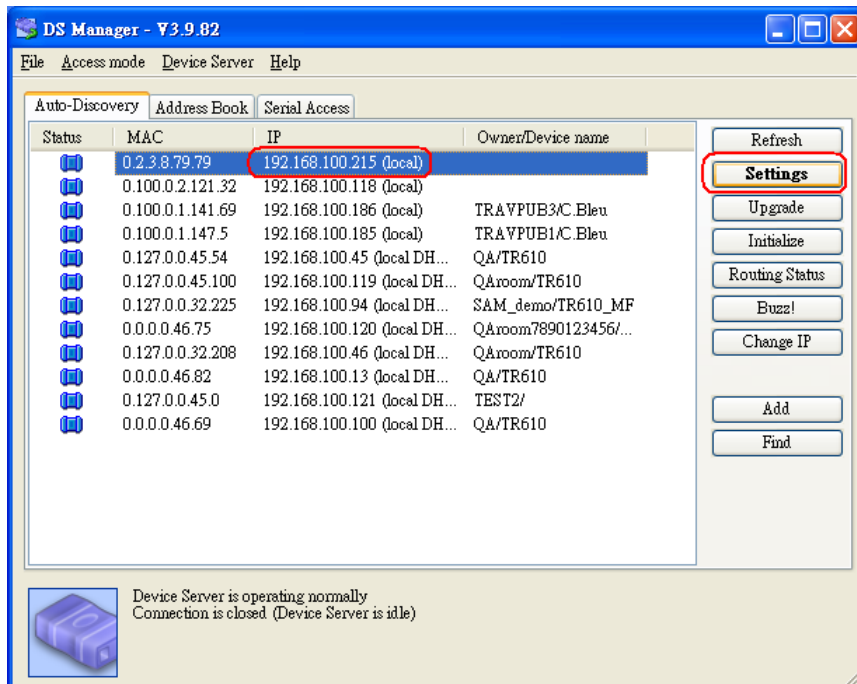 DS Manager - V3.9.82
File Access mode Device Server Help
Auto-Discovery Address Book Serial Access
Status MAC IP Owner/Device name
0.2.3.8.79.79 192.168.100.215 (local)
0.100.0.2.121.32 192.168.100.118 (local)
0.100.0.1.141.69 192.168.100.186 (local) TRAVPUB3/C.Bleu
0.100.0.1.147.5 192.168.100.185 (local) TRAVPUB1/C.Bleu
0.127.0.0.45.54 192.168.100.45 (local DH... QA/TR610
0.127.0.0.45.100 192.168.100.119 (local DH... QAroom/TR610
0.127.0.0.32.225 192.168.100.94 (local DH... SAM_demo/TR610_MF
0.0.0.0.46.75 192.168.100.120 (local DH... QAroom7890123456/...
0.127.0.0.32.208 192.168.100.46 (local DH... QAroom/TR610
0.0.0.0.46.82 192.168.100.13 (local DH... QA/TR610
0.127.0.0.45.0 192.168.100.121 (local DH... TEST2/
0.0.0.0.46.69 192.168.100.100 (local DH... QA/TR610
Refresh
Settings
Upgrade
Initialize
Routing Status
Buzz!
Change IP
Add
Find
Device Server is operating normally
Connection is closed (Device Server is idle)